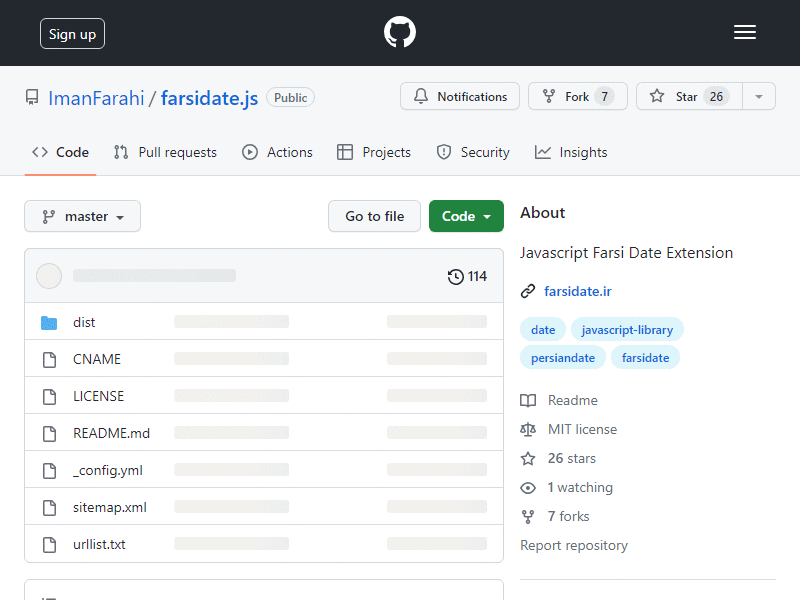 Sign up
ImanFarahi / farsidate.js Public
Notifications Fork 7 Star 26
Code Pull requests Actions Projects Security Insights
master Go to file Code
114
dist
CNAME
LICENSE
README.md
_config.yml
sitemap.xml
urllist.txt
About
Javascript Farsi Date Extension
farsidate.ir
date javascript-library
persiandate farsidate
Readme
MIT license
26 stars
1 watching
7 forks
Report repository